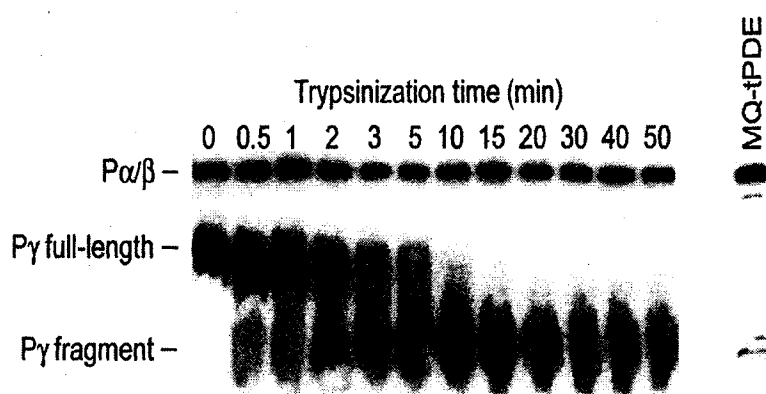 MQ-tPDE
Trypsinization time (min)
0 0.5 1 2 3 5 10 15 20 30 40 50
Pα/β –
Pγ full-length –
Pγ fragment –